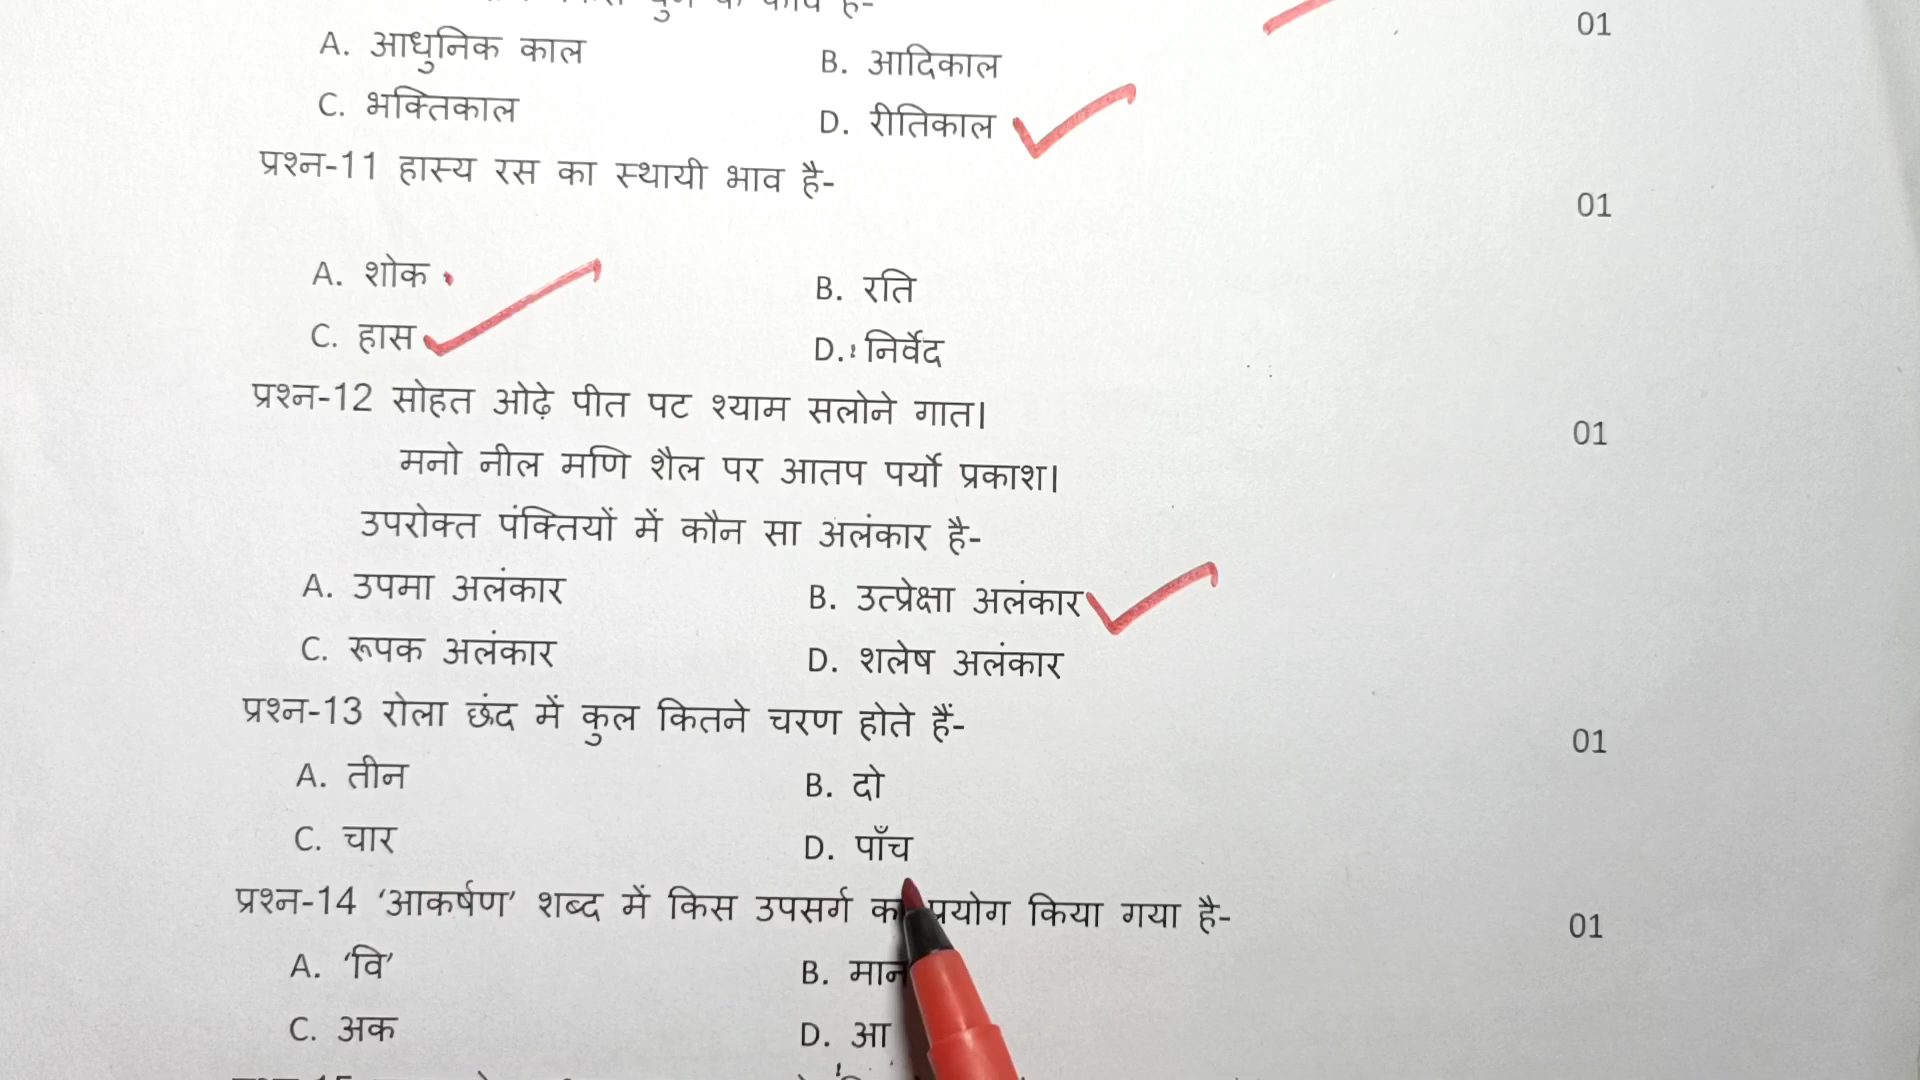 के है-
01
A. आधुनिक काल B. आदिकाल
C. भक्तिकाल D. रीतिकाल
प्रश्न-11 हास्य रस का स्थायी भाव है- 01
A. शोक B. रति
C. हास D. निर्वेद
प्रश्न-12 सोहत ओढ़े पीत पट श्याम सलोने गात। 01
मनो नील मणि शैल पर आतप पर्यो प्रकाश।
उपरोक्त पंक्तियों में कौन सा अलंकार है-
A. उपमा अलंकार B. उत्प्रेक्षा अलंकार
C. रूपक अलंकार D. शलेष अलंकार
प्रश्न-13 रोला छंद में कुल कितने चरण होते हैं- 01
A. तीन B. दो
C. चार D. पाँच
प्रश्न-14 ‘आकर्षण’ शब्द में किस उपसर्ग का प्रयोग किया गया है- 01
A. ‘वि’ B. मान
C. अक D. आ